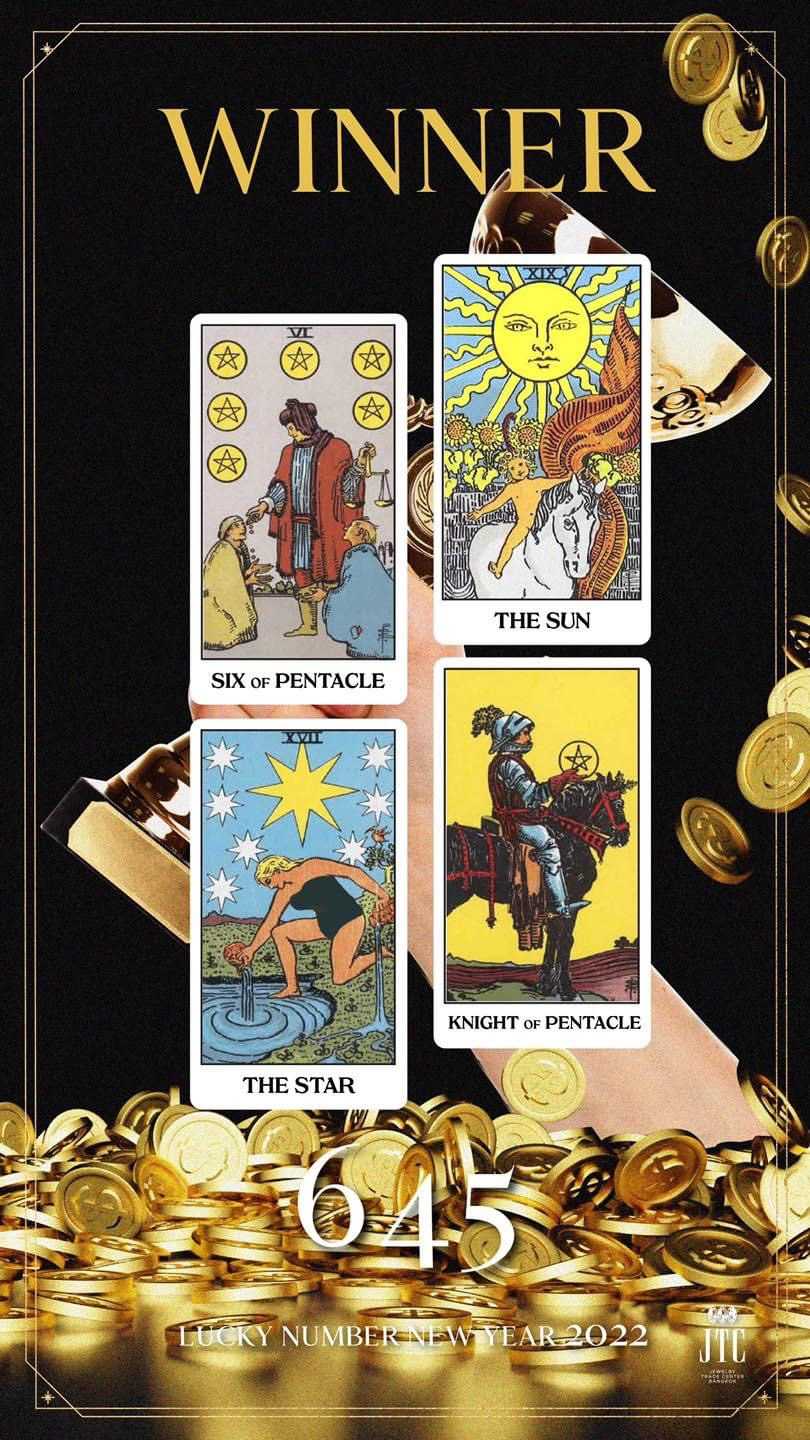 WINNER
VI
SIX OF PENTACLE
XIX
THE SUN
XVII
THE STAR
KNIGHT OF PENTACLE
645
LUCKY NUMBER NEW YEAR 2022
JTC
JEWELRY
TRADE CENTER
BANGKOK